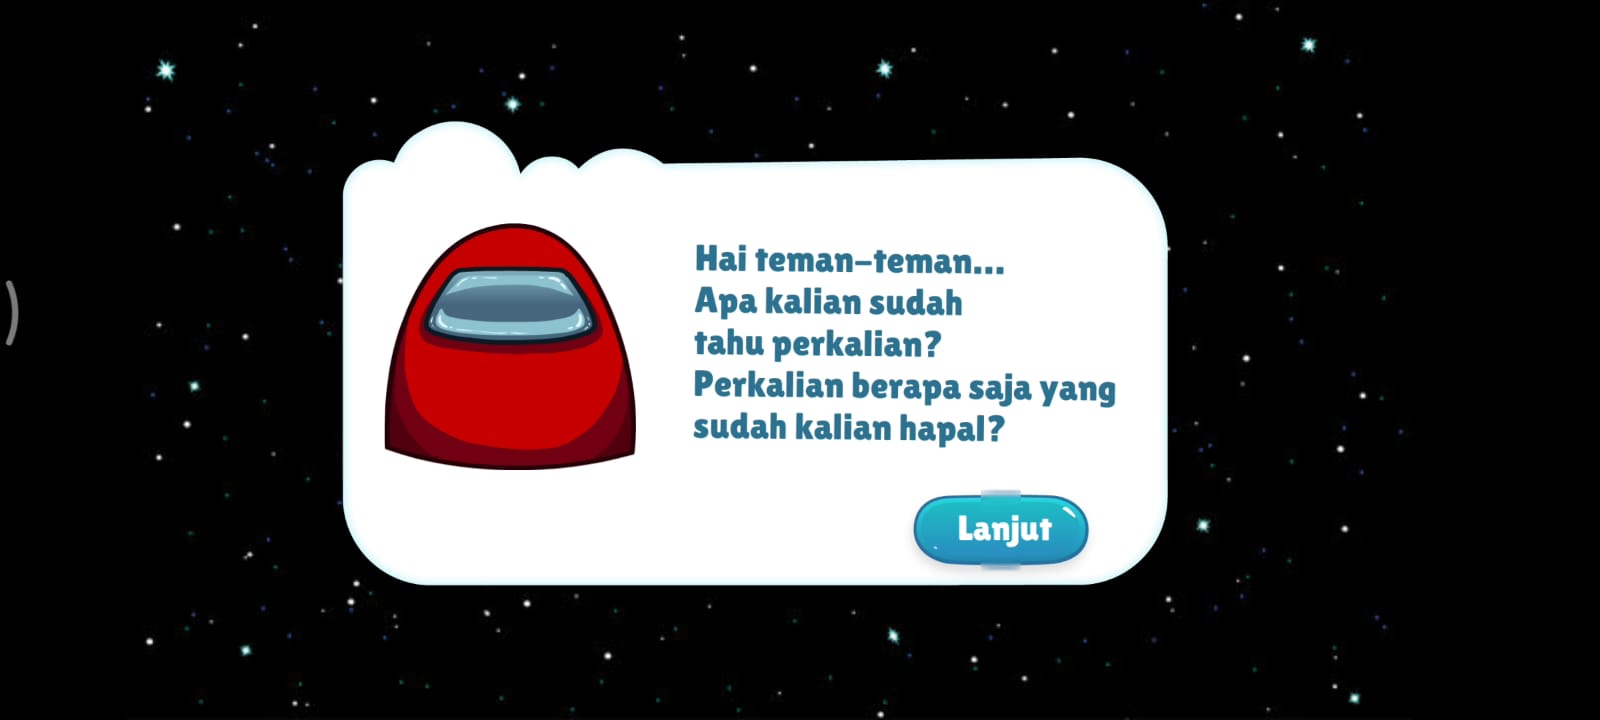 Hai teman-teman...
Apa kalian sudah
tahu perkalian?
Perkalian berapa saja yang
sudah kalian hapal?
Lanjut